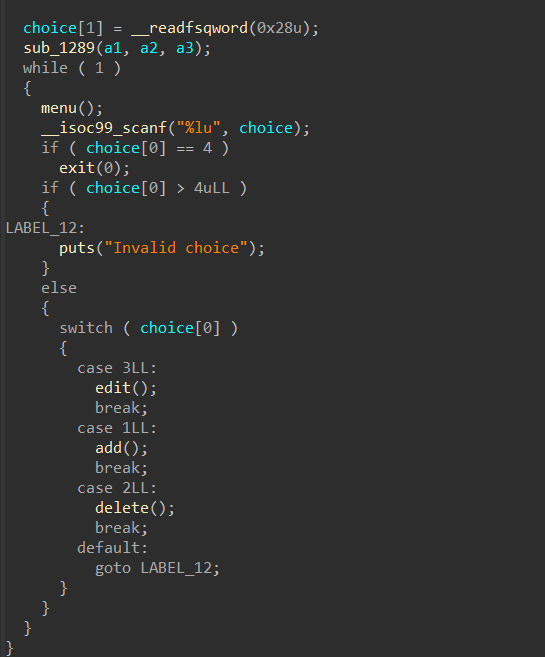 choice[1] = __readfsqword(0x28u);
sub_1289(a1, a2, a3);
while ( 1 )
{
menu();
__isoc99_scanf("%lu", choice);
if ( choice[0] == 4 )
exit(0);
if ( choice[0] > 4uLL )
{
LABEL_12:
puts("Invalid choice");
}
else
{
switch ( choice[0] )
{
case 3LL:
edit();
break;
case 1LL:
add();
break;
case 2LL:
delete();
break;
default:
goto LABEL_12;
}
}
}
}